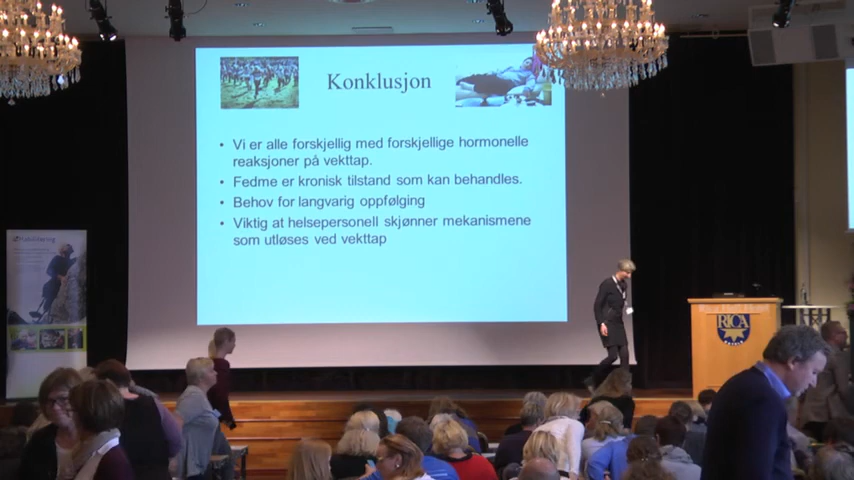 Konklusjon
• Vi er alle forskjellig med forskjellige hormonelle
reaksjoner på vekttap.
• Fedme er kronisk tilstand som kan behandles.
• Behov for langvarig oppfølging
• Viktig at helsepersonell skjønner mekanismene
som utløses ved vekttap
RICA